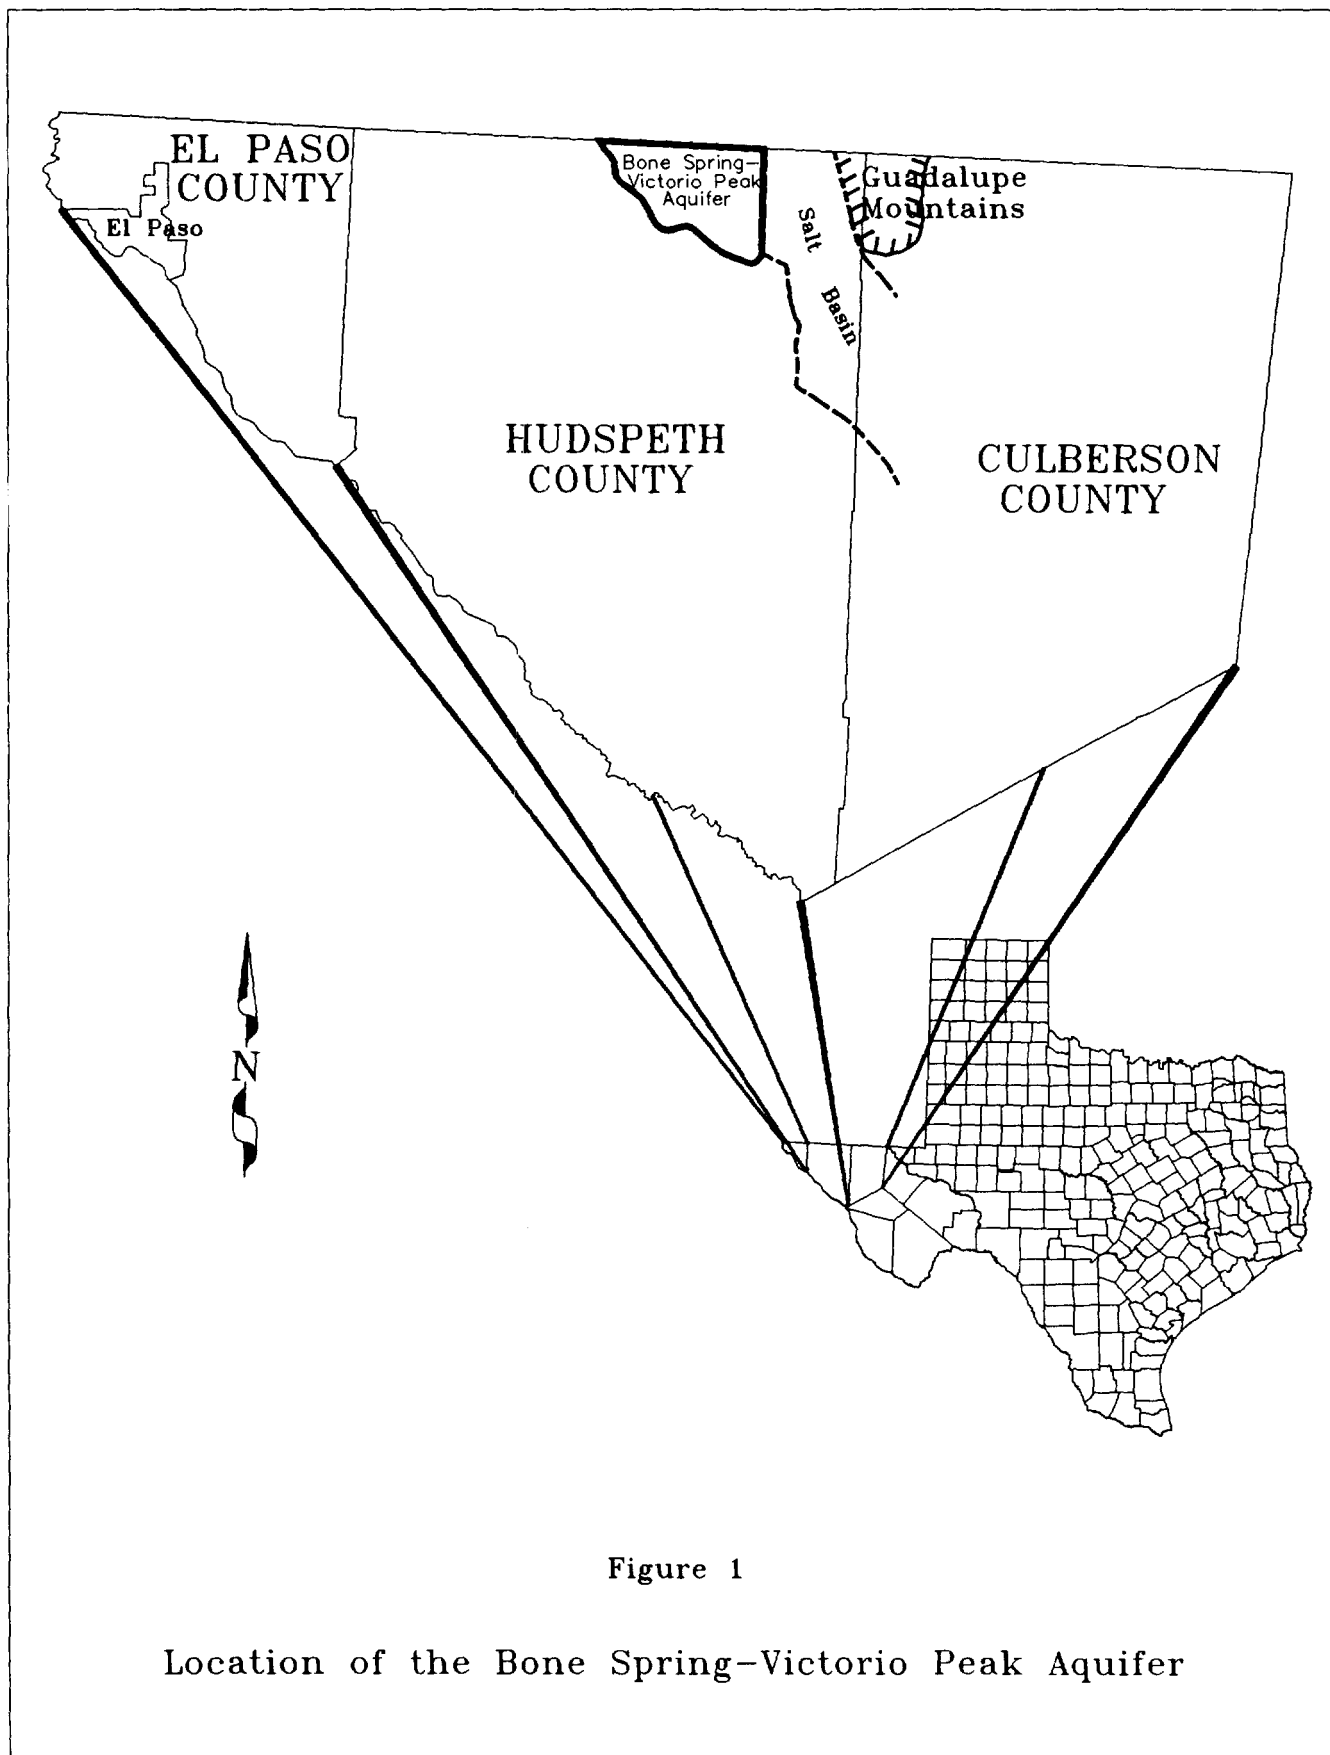 EL PASO
COUNTY
El Paso
Bone Spring-
Victorio Peak
Aquifer
Guadalupe
Mountains
Salt
Basin
HUDSPETH
COUNTY
CULBERSON
COUNTY
N
Figure 1
Location of the Bone Spring-Victorio Peak Aquifer